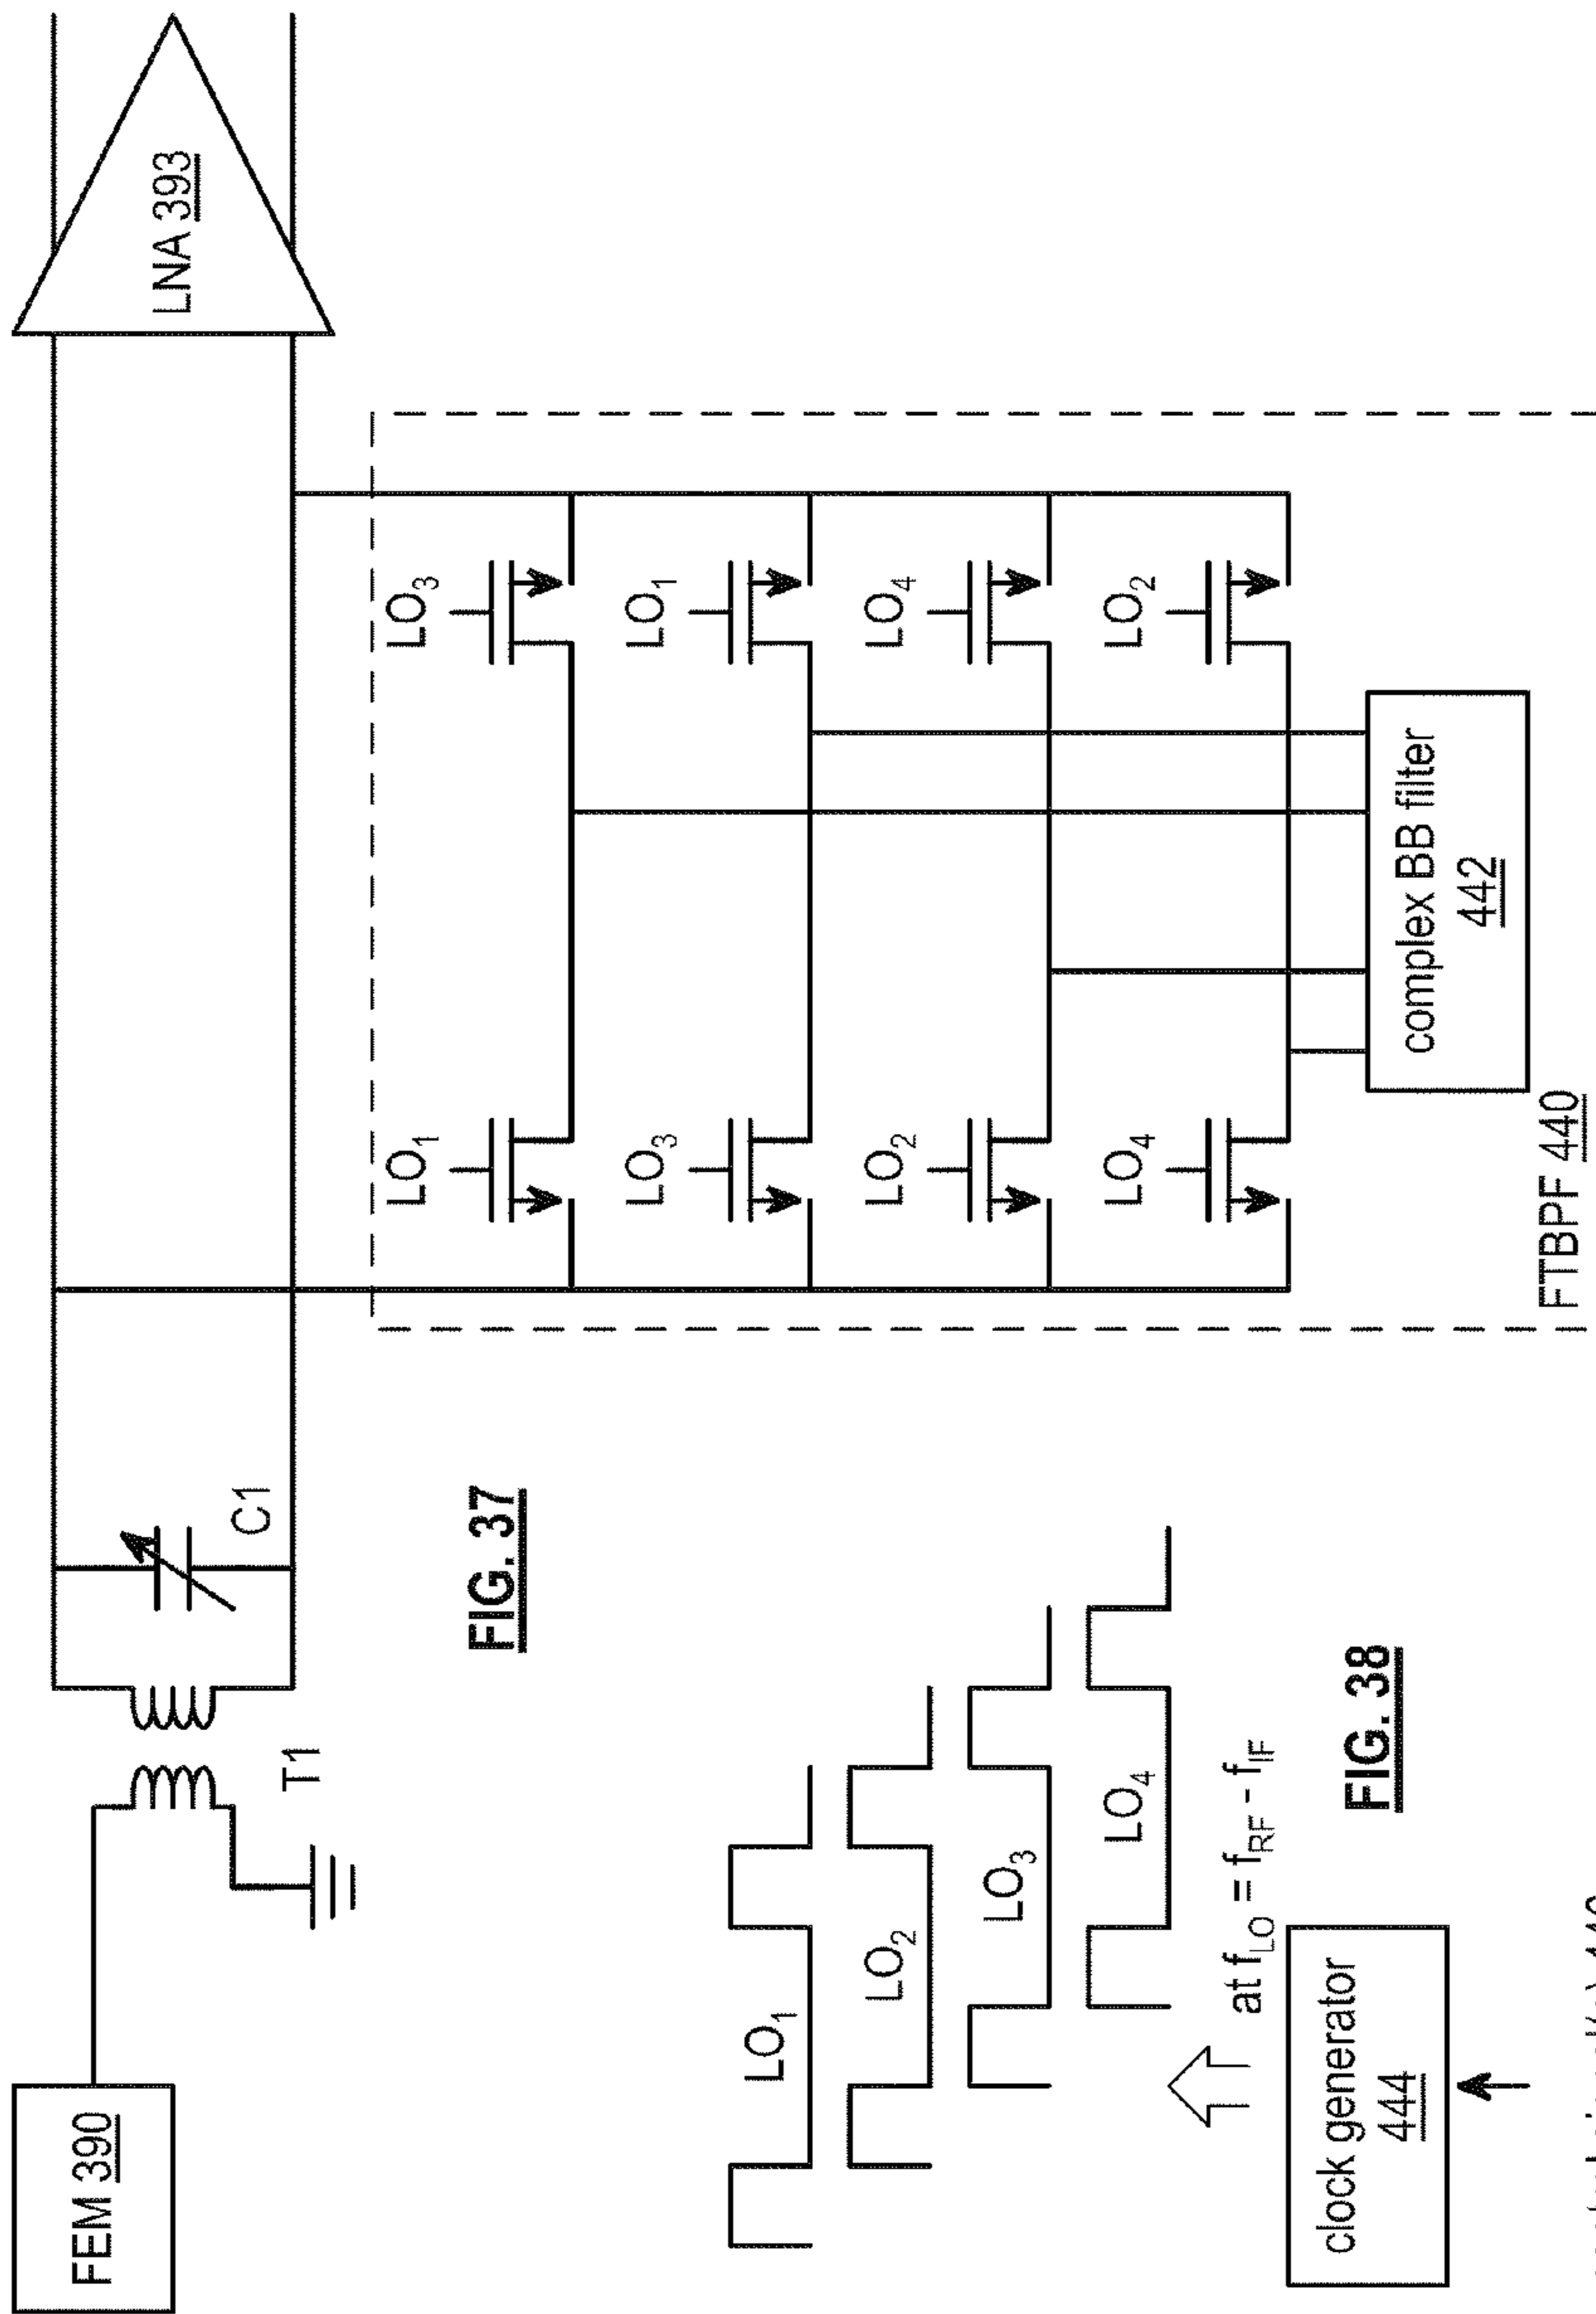 FEM 390
T1
C1
LNA 393
LO1
LO3
LO3
LO1
LO2
LO4
LO4
LO2
complex BB filter
442
FTBPF 440
FIG. 37
LO1
LO2
LO3
LO4
at fLO = fRF - fIF
clock generator
444
FIG. 38